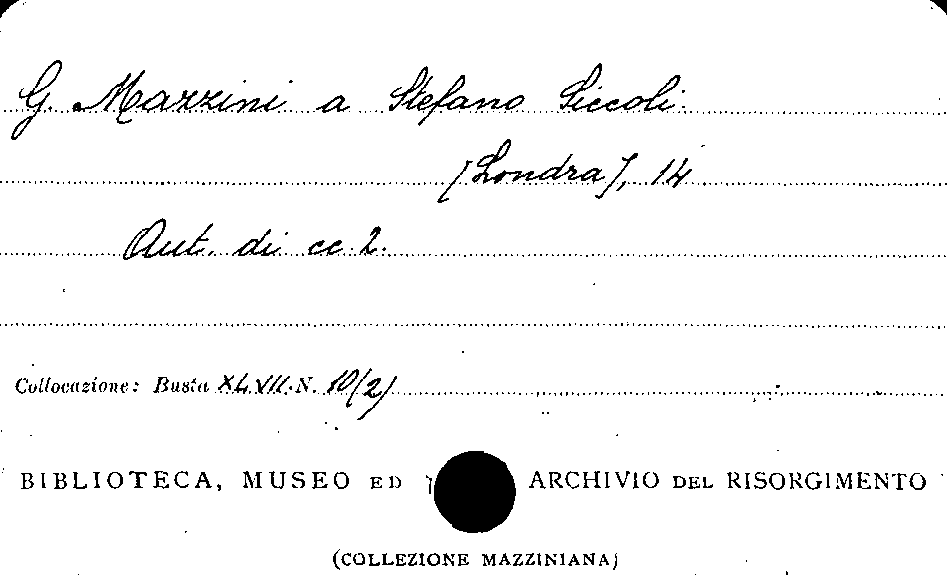 G. Mazzini a Stefano Siccoli.
[Londra], 14
Aut. di cc. 2.
Collocazione: Busta XLVII. N. 10(2)
BIBLIOTECA, MUSEO ED ARCHIVIO DEL RISORGIMENTO
(COLLEZIONE MAZZINIANA)